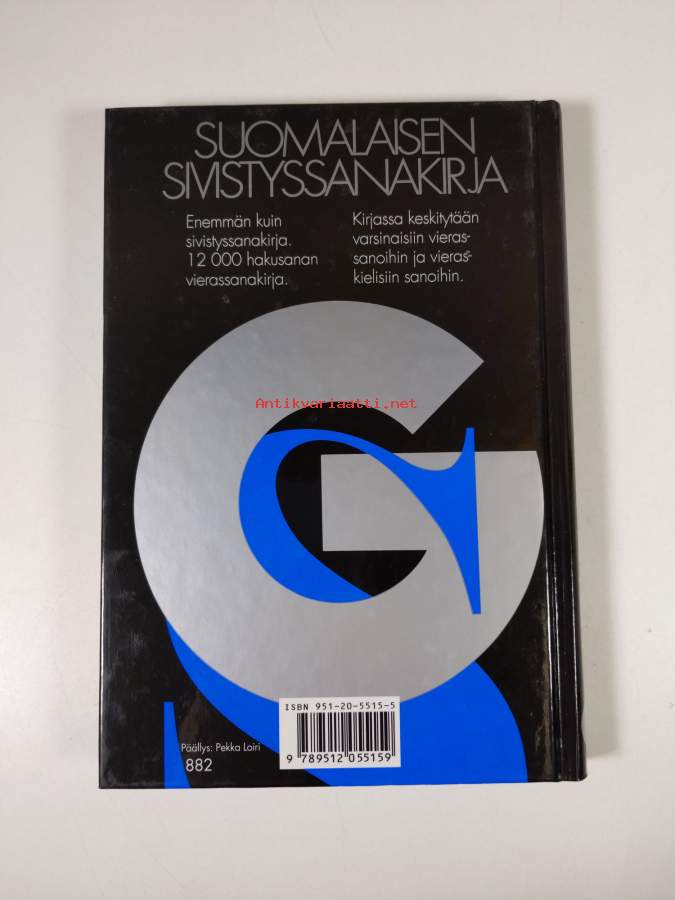 SUOMALAISEN
SIVISTYSSANAKIRJA
Enemmän kuin
sivistyssanakirja.
12 000 hakusanan
vierassanakirja.
Kirjassa keskitytään
varsinaisiin vieras-
sanoihin ja vieras-
kielisiin sanoihin.
Antikvariaatti.net
G
S
ISBN 951-20-5515-5
9 789512 055159
Päällys: Pekka Loiri
882